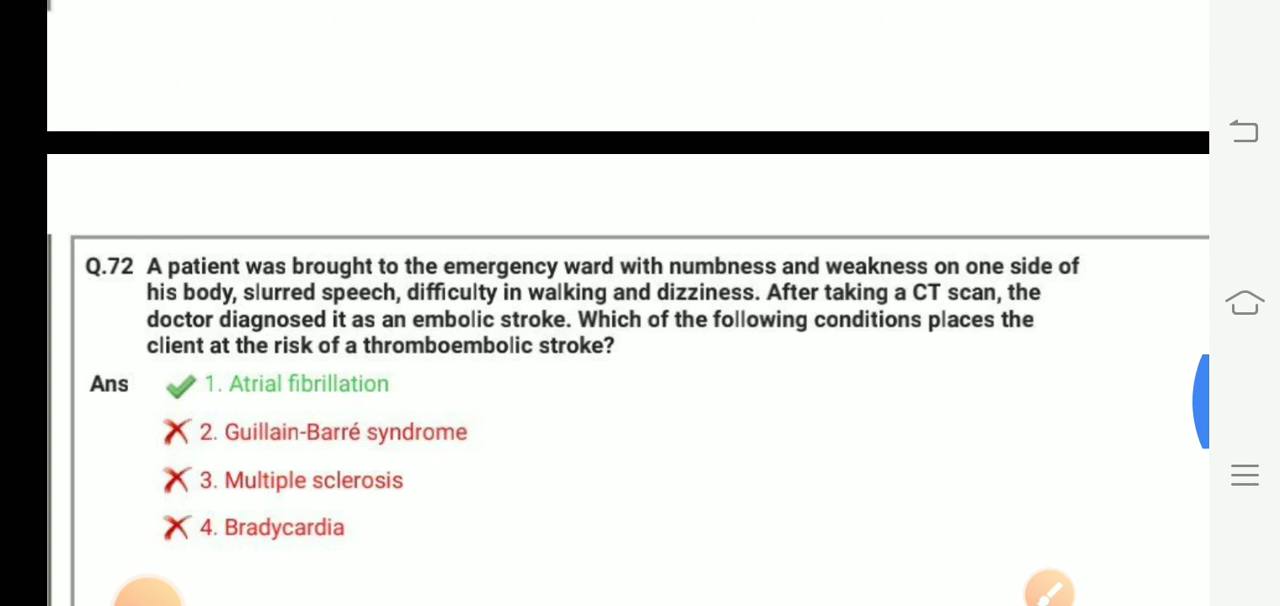 Q.72 A patient was brought to the emergency ward with numbness and weakness on one side of
his body, slurred speech, difficulty in walking and dizziness. After taking a CT scan, the
doctor diagnosed it as an embolic stroke. Which of the following conditions places the
client at the risk of a thromboembolic stroke?
Ans 1. Atrial fibrillation
2. Guillain-Barré syndrome
3. Multiple sclerosis
4. Bradycardia